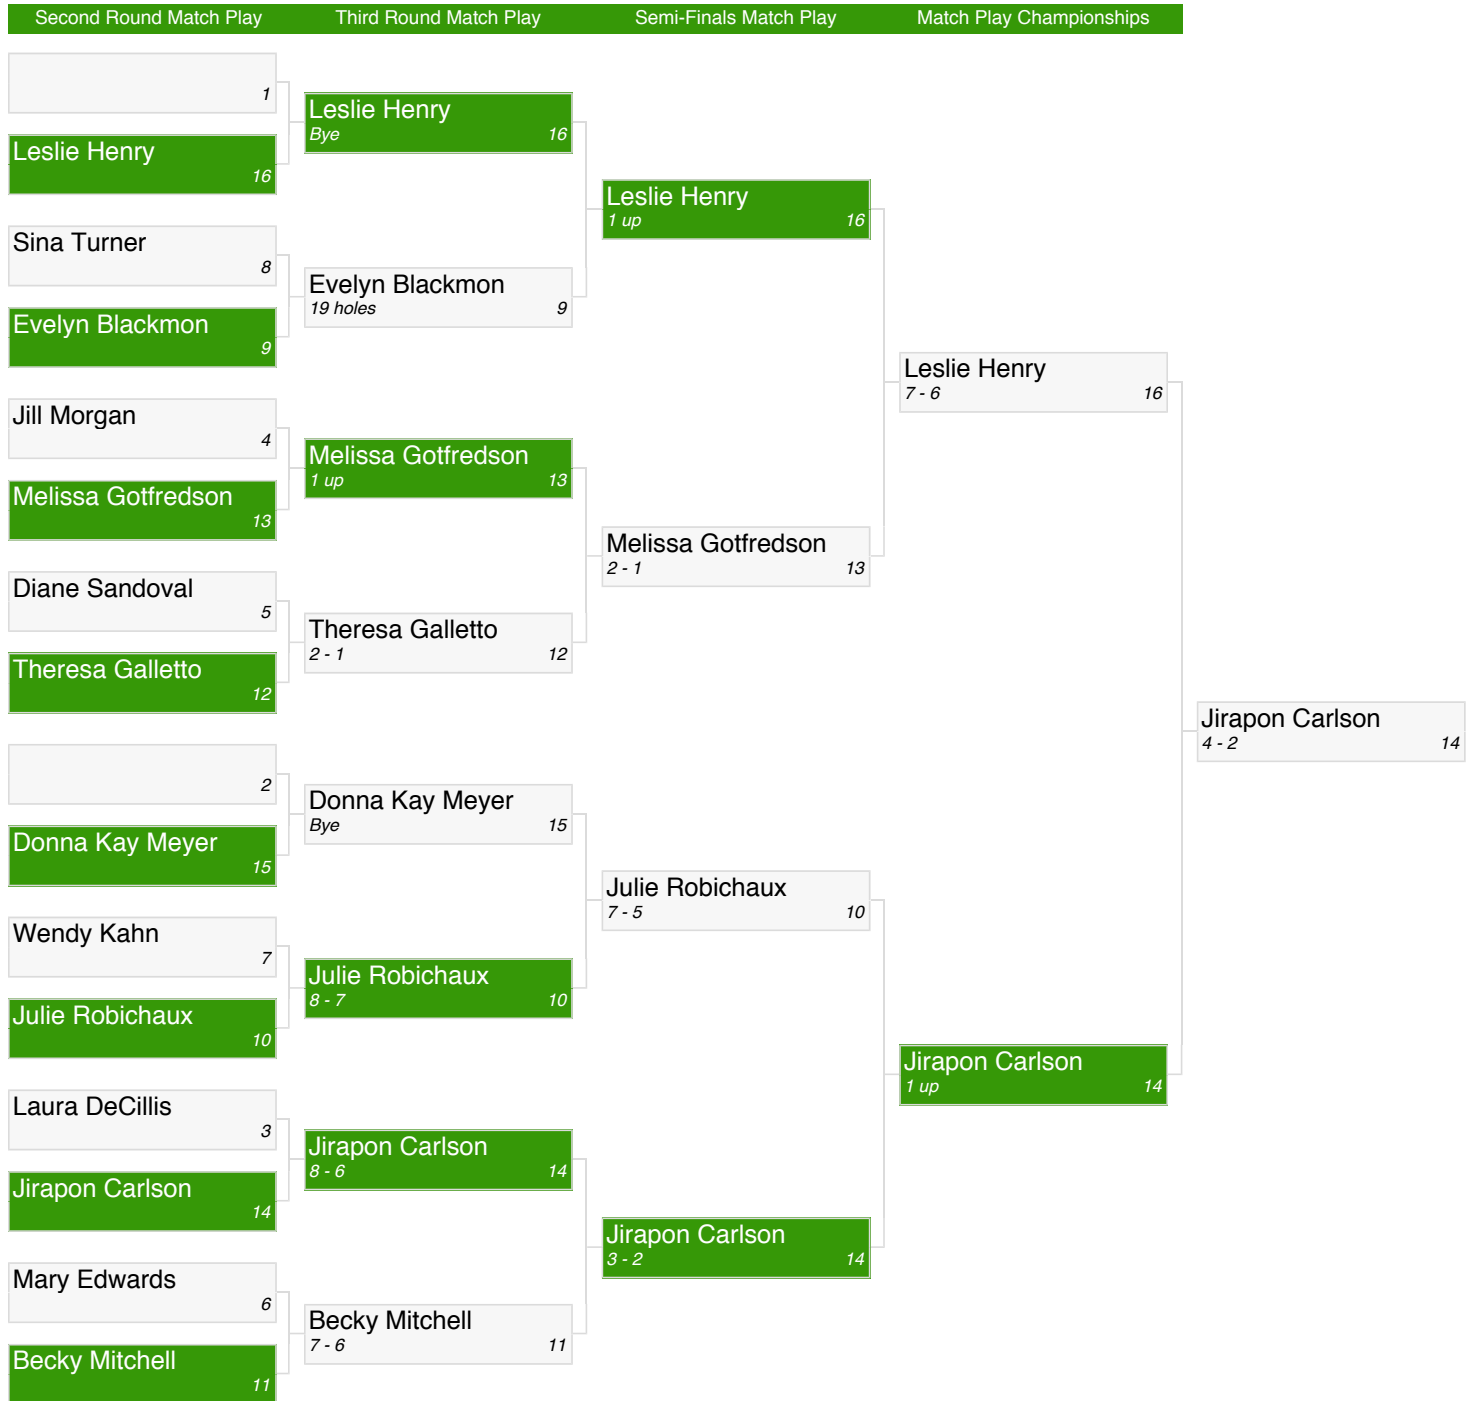 Second Round Match Play
Third Round Match Play
Semi-Finals Match Play
Match Play Championships
1
Leslie Henry
16
Sina Turner
8
Evelyn Blackmon
9
Jill Morgan
4
Melissa Gotfredson
13
Diane Sandoval
5
Theresa Galletto
12
2
Donna Kay Meyer
15
Wendy Kahn
7
Julie Robichaux
10
Laura DeCillis
3
Jirapon Carlson
14
Mary Edwards
6
Becky Mitchell
11
Leslie Henry
Bye 16
Evelyn Blackmon
19 holes 9
Melissa Gotfredson
1 up 13
Theresa Galletto
2 - 1 12
Donna Kay Meyer
Bye 15
Julie Robichaux
8 - 7 10
Jirapon Carlson
8 - 6 14
Becky Mitchell
7 - 6 11
Leslie Henry
1 up 16
Melissa Gotfredson
2 - 1 13
Julie Robichaux
7 - 5 10
Jirapon Carlson
3 - 2 14
Leslie Henry
7 - 6 16
Jirapon Carlson
1 up 14
Jirapon Carlson
4 - 2 14